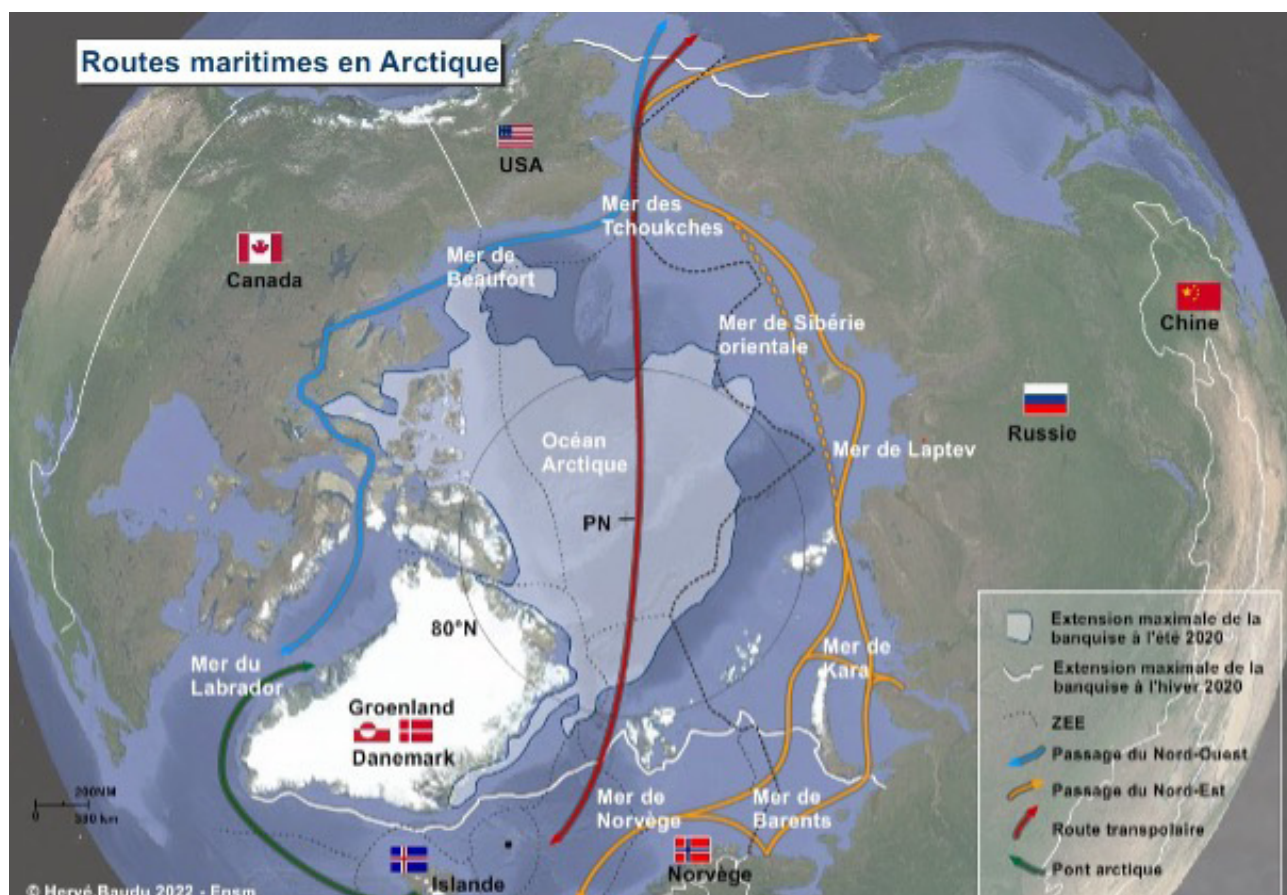 Routes maritimes en Arctique
USA
Canada
Mer des
Tchoukches
Mer de
Beaufort
Chine
Mer de Sibérie
orientale
Russie
Océan
Arctique
Mer de Laptev
PN
80°N
Mer du
Labrador
Mer de
Kara
Groenland
Danemark
Mer de
Norvège
Mer de
Barents
Norvège
Islande
200NM
0
330 km
Extension maximale de la
banquise à l'été 2020
Extension maximale de la
banquise à l'hiver 2020
ZEE
Passage du Nord-Ouest
Passage du Nord-Est
Route transpolaire
Pont arctique
© Hervé Baudu 2022 - Ensm